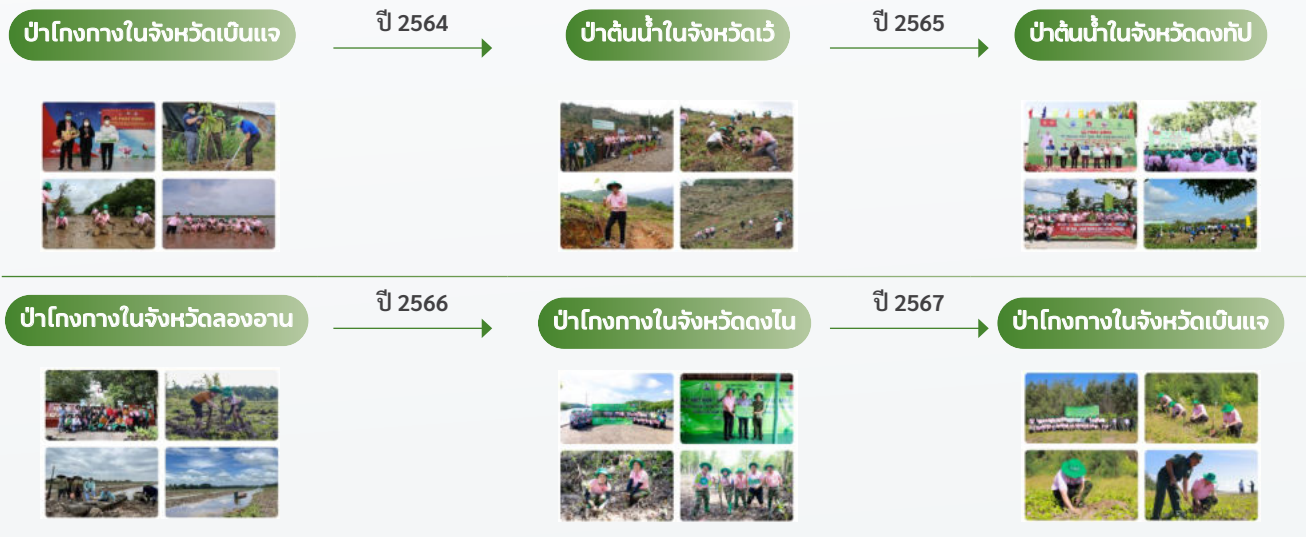 ป่าโกงกางในจังหวัดเบ๊นแจ
ปี 2564
ป่าต้นน้ำในจังหวัดเว้
ปี 2565
ป่าต้นน้ำในจังหวัดดงทัป
ป่าโกงกางในจังหวัดลองอาน
ปี 2566
ป่าโกงกางในจังหวัดดงไน
ปี 2567
ป่าโกงกางในจังหวัดเบ๊นแจ